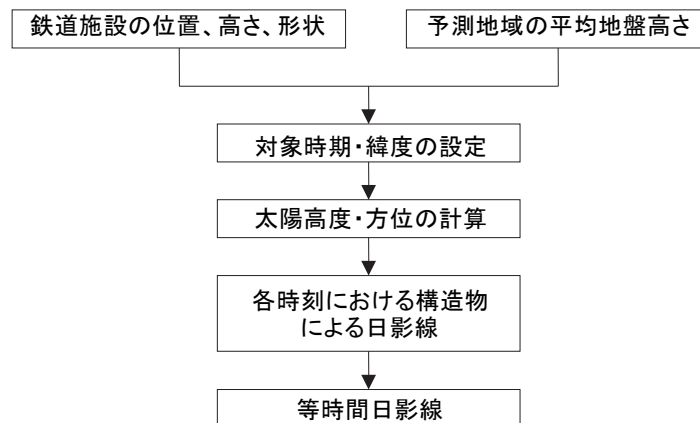 鉄道施設の位置、高さ、形状
予測地域の平均地盤高さ
対象時期・緯度の設定
太陽高度・方位の計算
各時刻における構造物
による日影線
等時間日影線